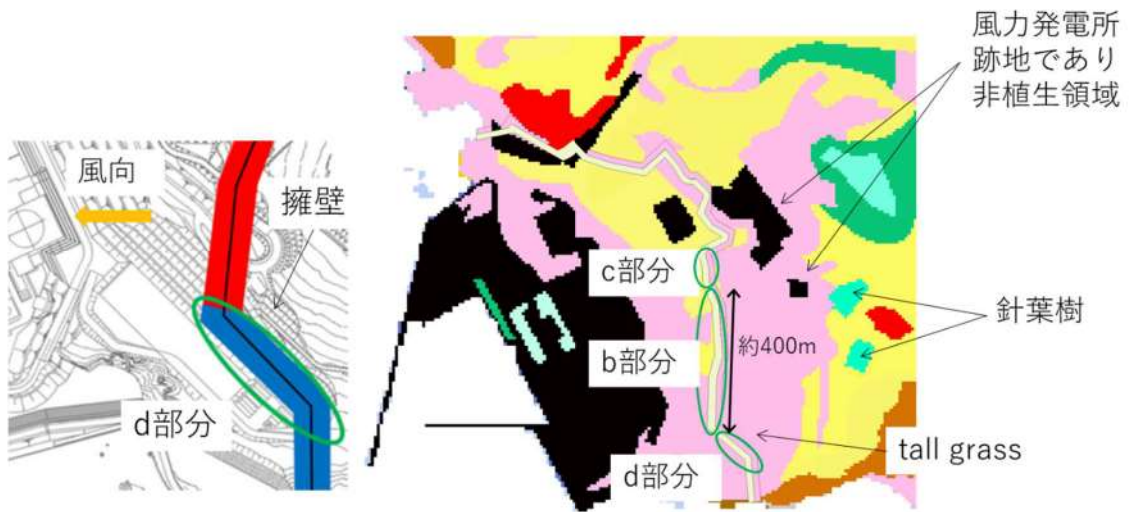 風向
擁壁
d部分
風力発電所
跡地であり
非植生領域
c部分
約400m
b部分
針葉樹
tall grass
d部分